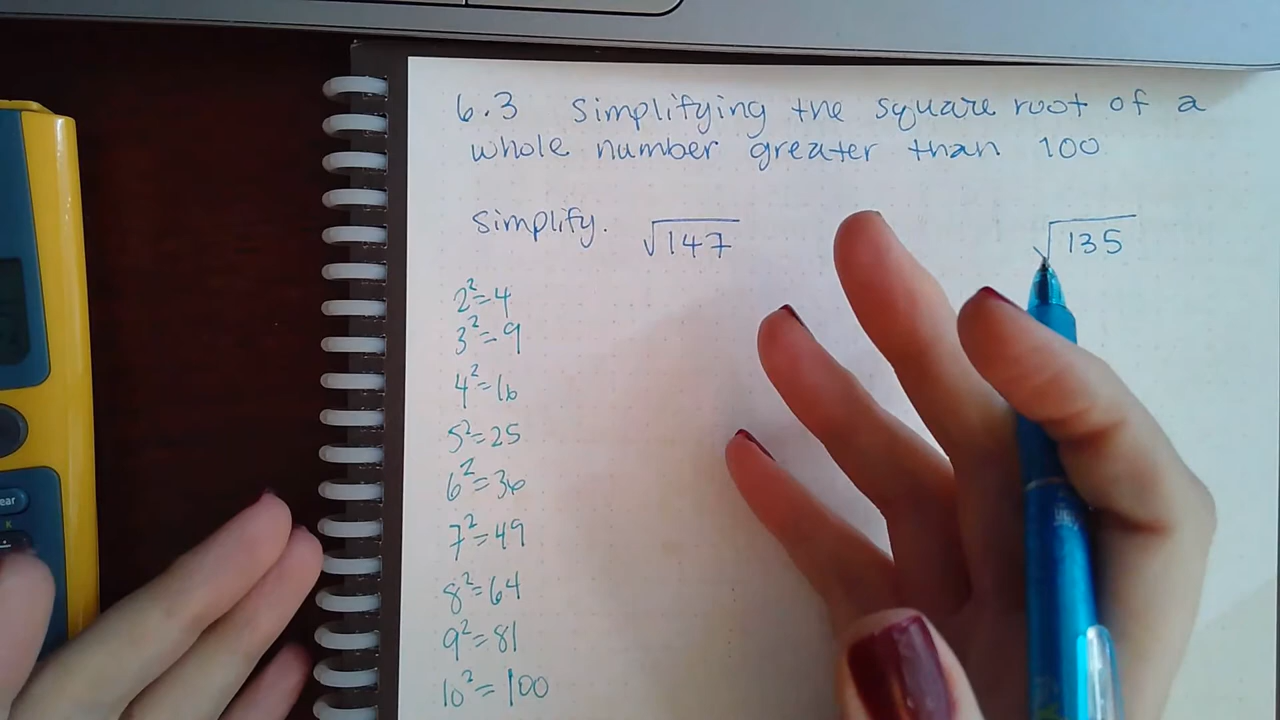 6.3 Simplifying the square root of a
whole number greater than 100
Simplify. √147 √135
2²=4
3²=9
4²=16
5²=25
6²=36
7²=49
8²=64
9²=81
10²=100
ear
K